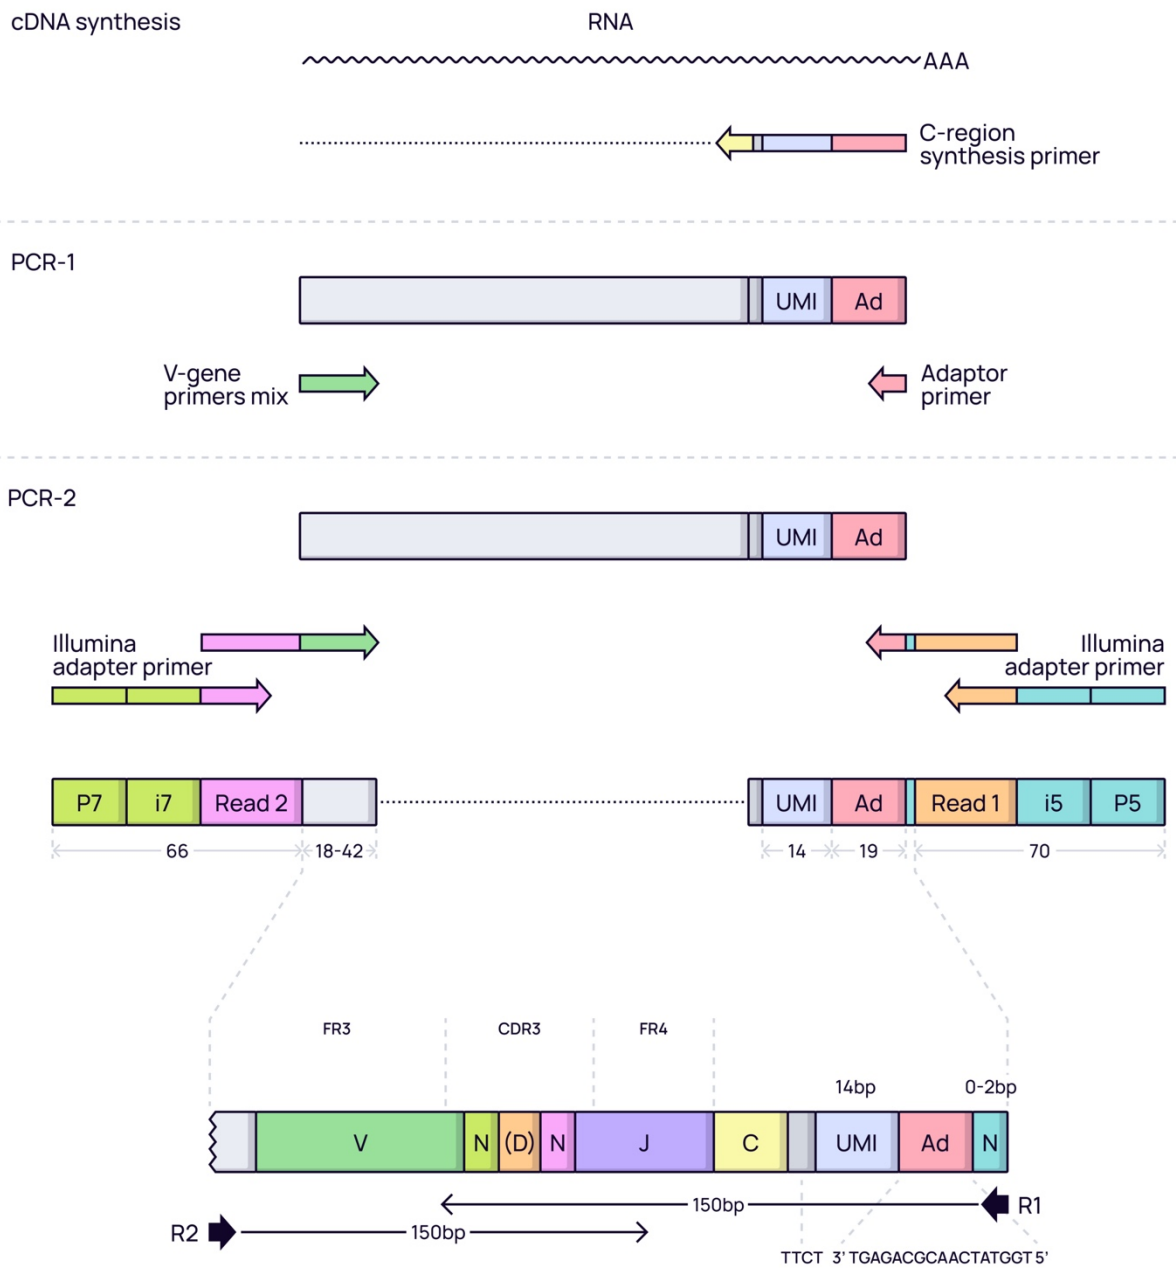 cDNA synthesis
RNA
AAA
C-region
synthesis primer
PCR-1
UMI
Ad
V-gene
primers mix
Adaptor
primer
PCR-2
UMI
Ad
Illumina
adapter primer
Illumina
adapter primer
P7
i7
Read 2
UMI
Ad
Read 1
i5
P5
66
18-42
14
19
70
FR3
CDR3
FR4
14bp
0-2bp
V
N
(D)
N
J
C
UMI
Ad
N
150bp
R1
R2
150bp
TTCT
3’ TGAGACGCAACTATGGT 5’